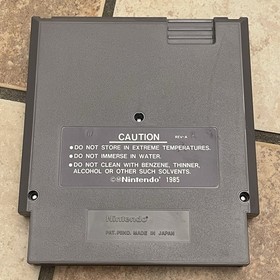 CAUTION
REV-A
● DO NOT STORE IN EXTREME TEMPERATURES.
● DO NOT IMMERSE IN WATER.
● DO NOT CLEAN WITH BENZENE, THINNER,
ALCOHOL OR OTHER SUCH SOLVENTS.
©®Nintendo® 1985
Nintendo®
PAT. PEND. MADE IN JAPAN